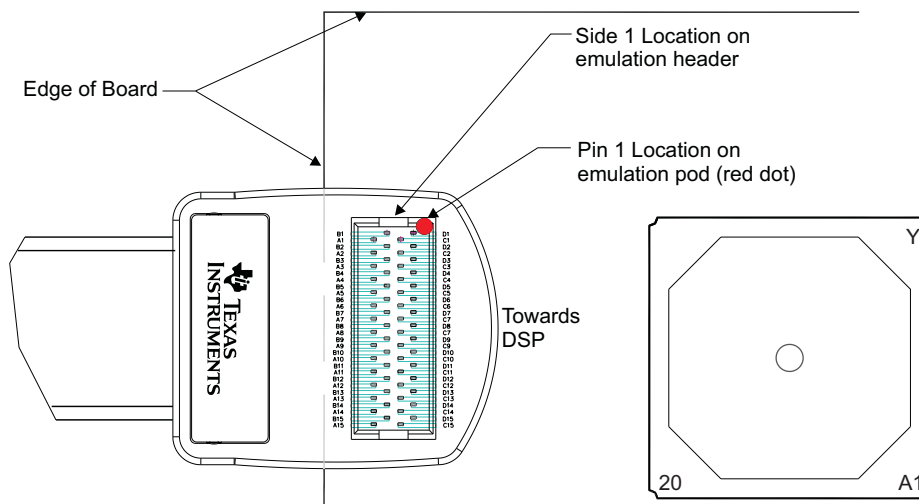 Side 1 Location on
emulation header
Edge of Board
Pin 1 Location on
emulation pod (red dot)
TEXAS
INSTRUMENTS
B1
A1
B2
A2
B3
A3
B4
A4
B5
A5
B6
A6
B7
A7
B8
A8
B9
A9
B10
A10
B11
A11
B12
A12
B13
A13
B14
A14
B15
A15
D1
C1
D2
C2
D3
C3
D4
C4
D5
C5
D6
C6
D7
C7
D8
C7
D9
C9
D10
C10
D11
C11
D12
C12
D13
C13
D14
C14
D15
C15
Towards
DSP
Y
20
A1